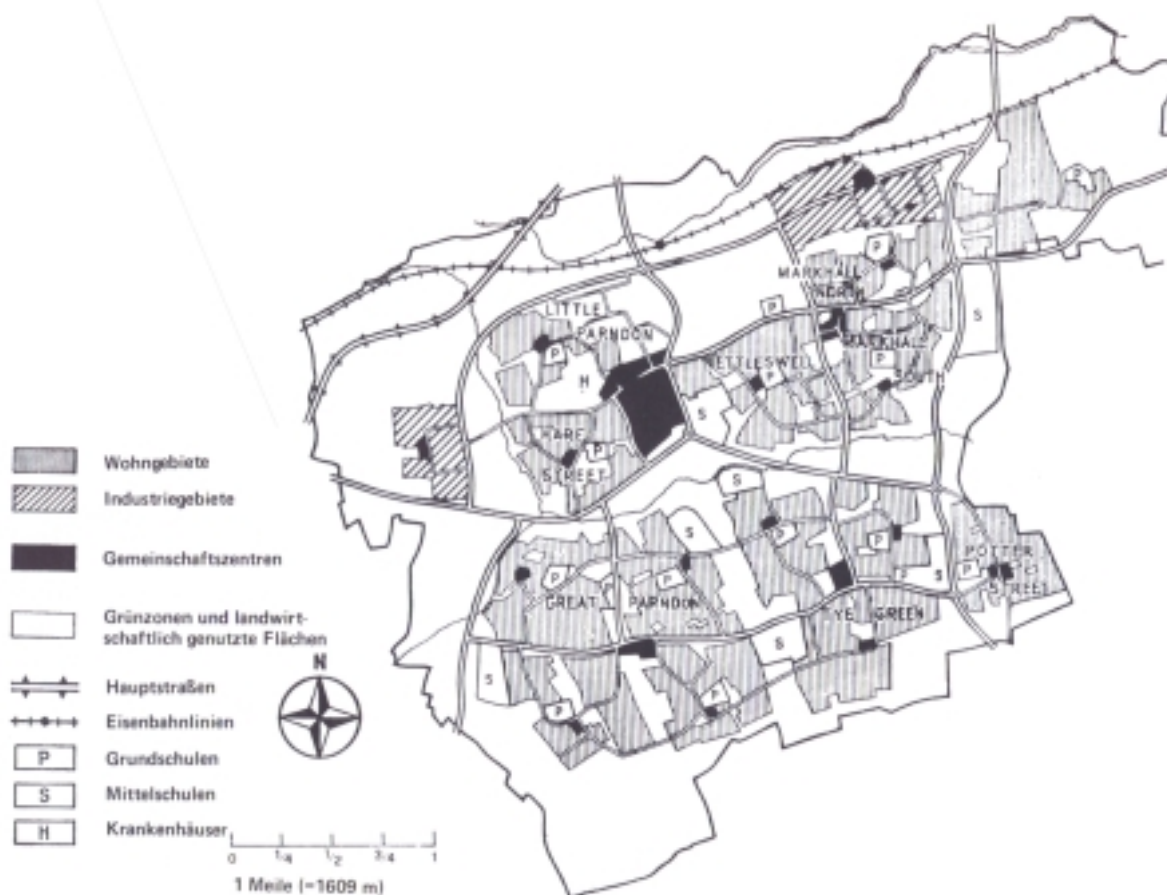 P
P
MARKHALL
NORTH
S
P
LITTLE
PARNDON
MARKHALL
P
P
ETTLESWELL
P
SOUTH
H
S
HARE
P
STREET
S
S
P
P
POTTER
P
P
P
S
STREET
GREAT
PARNDON
YE GREEN
S
S
P
P
Wohngebiete
Industriegebiete
Gemeinschaftszentren
Grünzonen und landwirt-
schaftlich genutzte Flächen
N
Hauptstraßen
Eisenbahnlinien
P Grundschulen
S Mittelschulen
H Krankenhäuser
0 1/4 1/2 3/4 1
1 Meile (=1609 m)